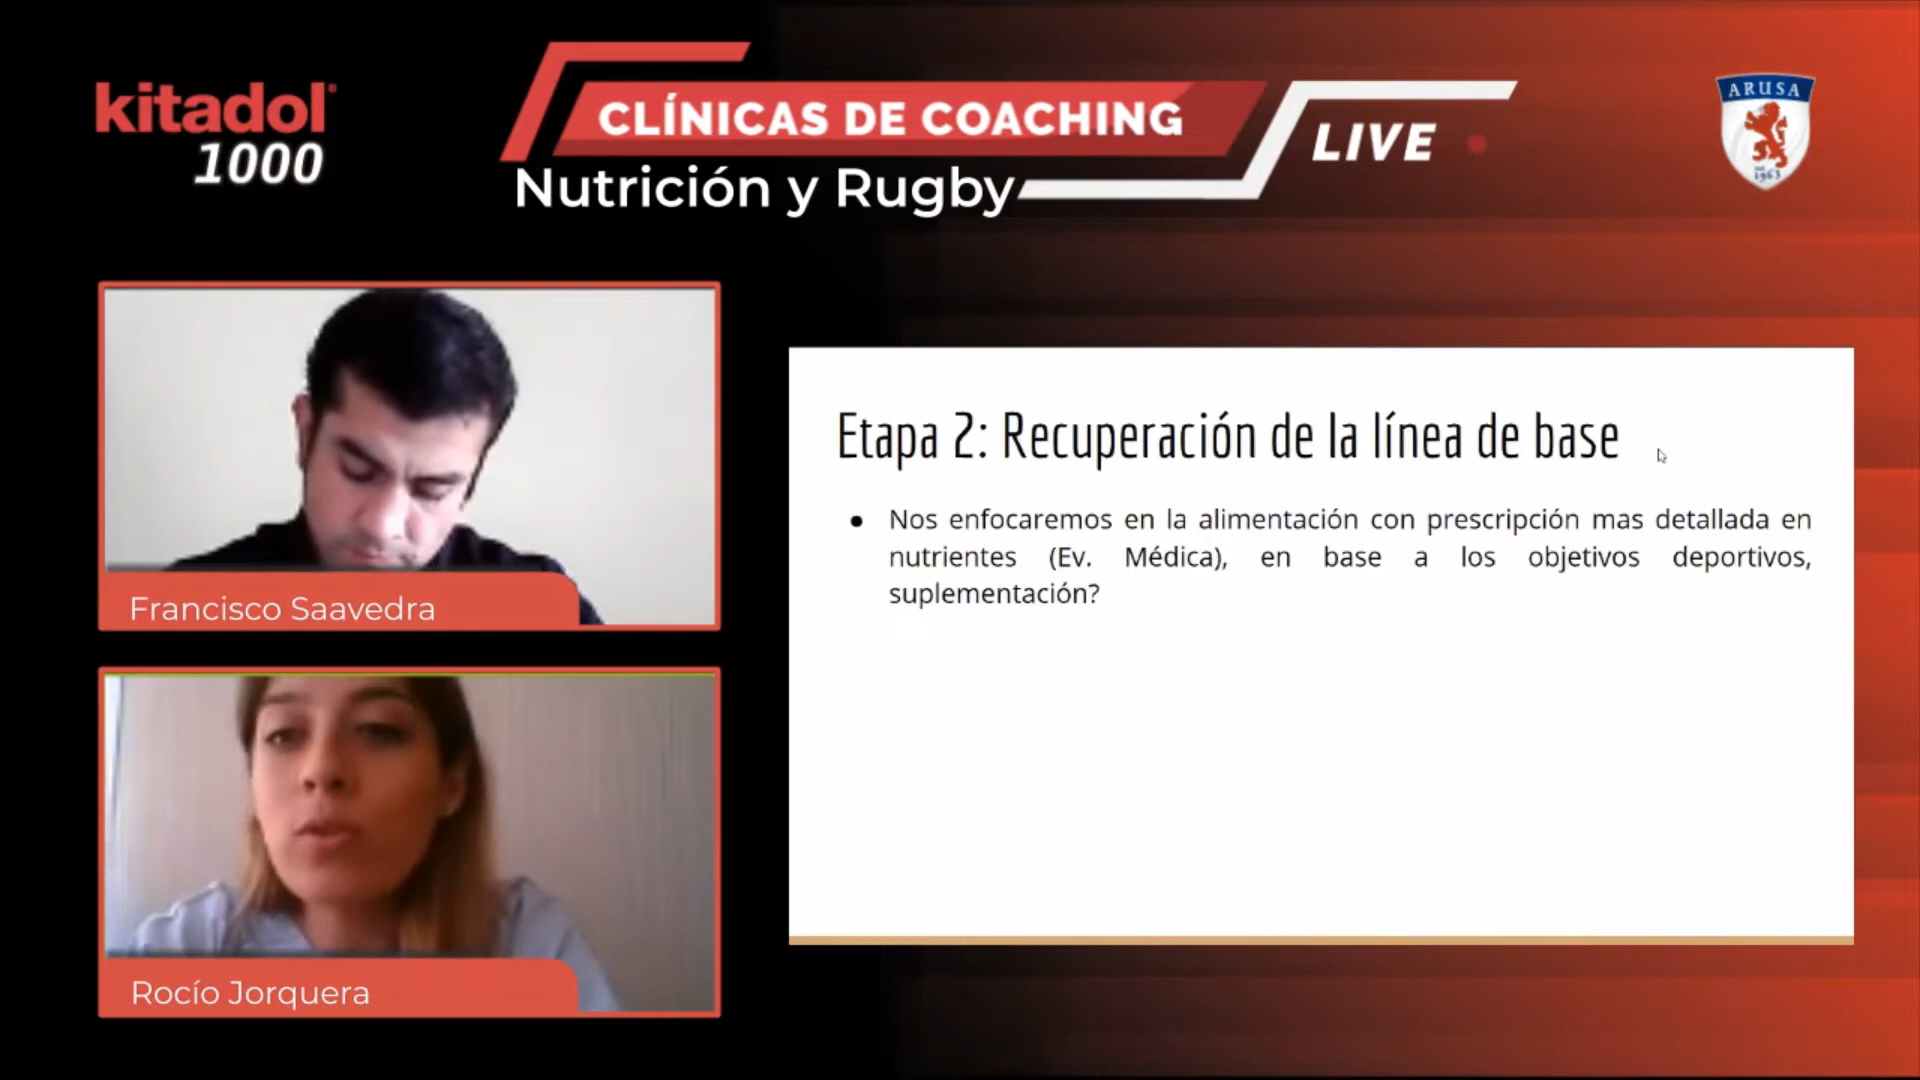 kitadol
1000
CLÍNICAS DE COACHING
LIVE
Nutrición y Rugby
ARUSA
1963
Francisco Saavedra
Rocío Jorquera
Etapa 2: Recuperación de la línea de base
● Nos enfocaremos en la alimentación con prescripción mas detallada en
nutrientes (Ev. Médica), en base a los objetivos deportivos,
suplementación?